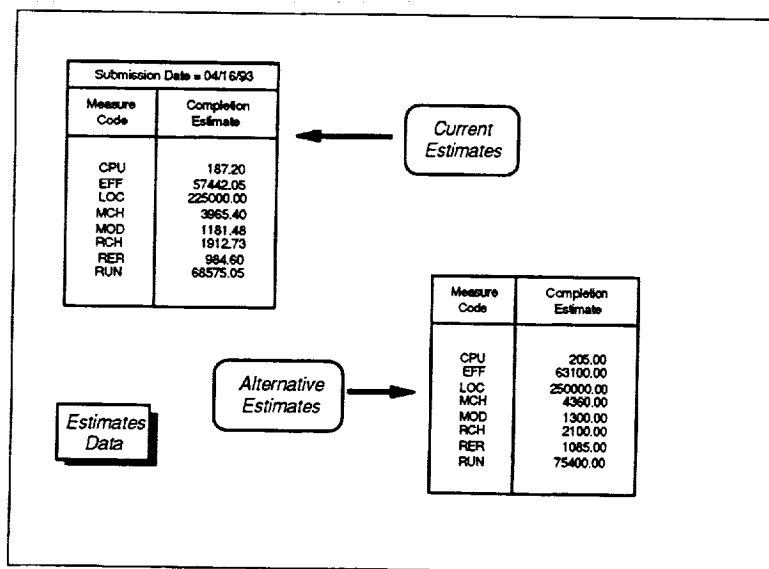 Submission Date = 04/16/93
Measure Code Completion Estimate
CPU 187.20
EFF 57442.05
LOC 225000.00
MCH 3965.40
MOD 1181.48
RCH 1912.73
RER 984.60
RUN 68575.05
Current
Estimates
Measure Code Completion Estimate
CPU 205.00
EFF 63100.00
LOC 250000.00
MCH 4360.00
MOD 1300.00
RCH 2100.00
RER 1085.00
RUN 75400.00
Alternative
Estimates
Estimates
Data